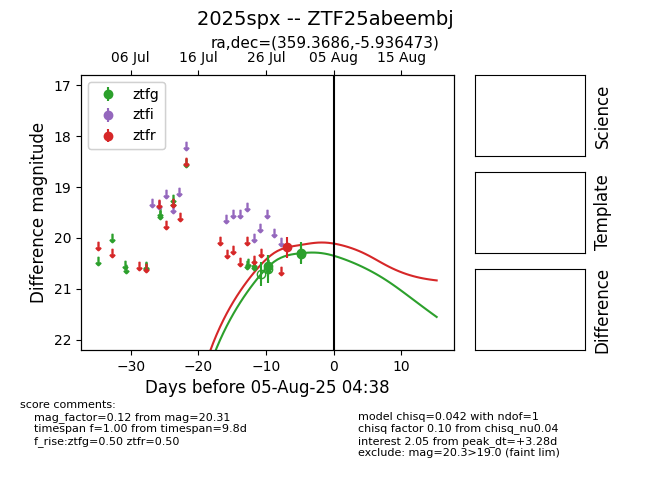 2025spx -- ZTF25abeembj
ra,dec=(359.3686,-5.936473)
06 Jul 16 Jul 26 Jul 05 Aug 15 Aug
17
18
19
20
21
22
Difference magnitude
ztfg
ztfi
ztfr
−30 −20 −10 0 10
Days before 05-Aug-25 04:38
Science
Template
Difference
score comments:
mag_factor=0.12 from mag=20.31
timespan f=1.00 from timespan=9.8d
f_rise:ztfg=0.50 ztfr=0.50
model chisq=0.042 with ndof=1
chisq factor 0.10 from chisq_nu0.04
interest 2.05 from peak_dt=+3.28d
exclude: mag=20.3>19.0 (faint lim)